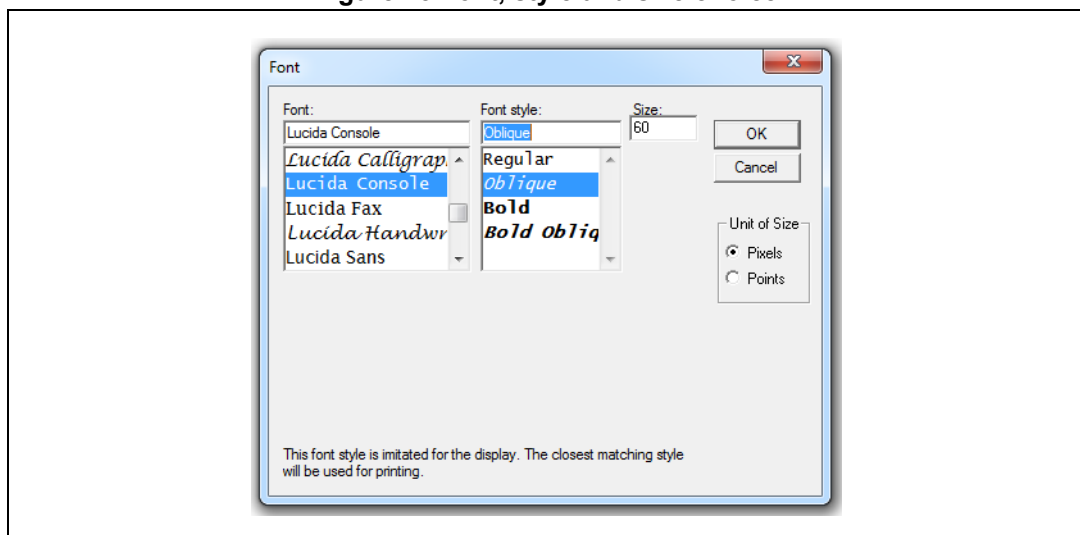 Font
Font:
Font style:
Size:
Lucida Console
Oblique
60
OK
Lucida Calligrap
Regular
Cancel
Lucida Console
Oblique
Lucida Fax
Bold
Unit of Size
Lucida Handwr
Bold Obliq
Pixels
Lucida Sans
Points
This font style is imitated for the display. The closest matching style
will be used for printing.